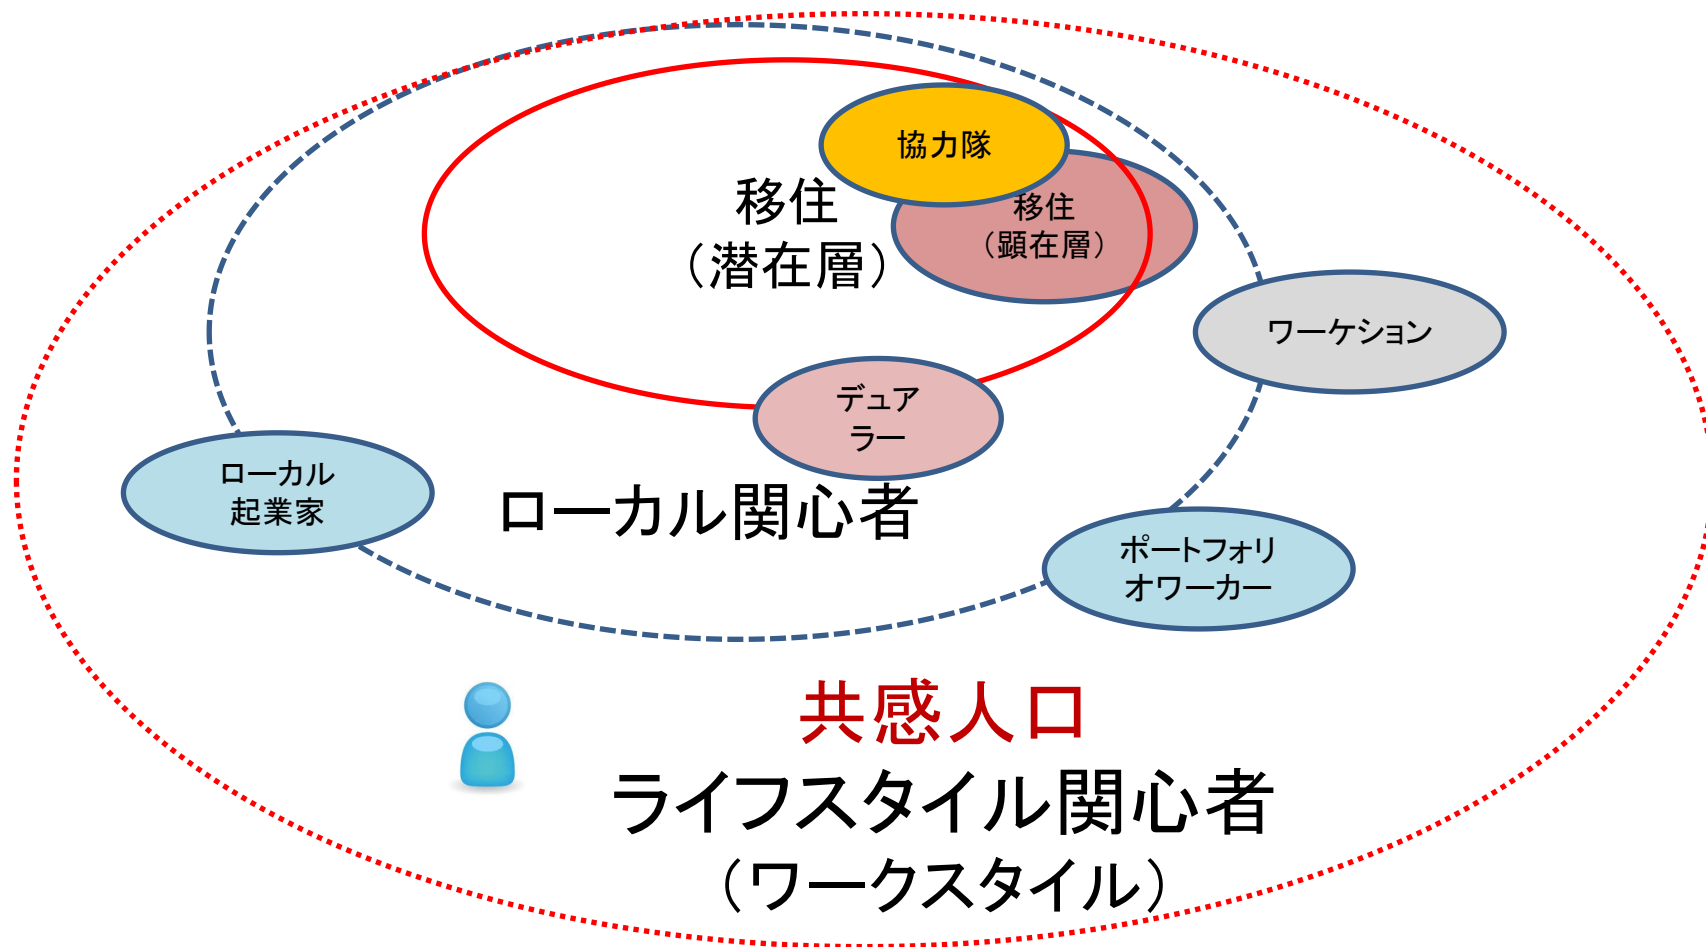 協力隊
移住
（潜在層）
移住
（顕在層）
ワーケション
デュア
ラー
ローカル
起業家
ローカル関心者
ポートフォリ
オワーカー
共感人口
ライフスタイル関心者
（ワークスタイル）